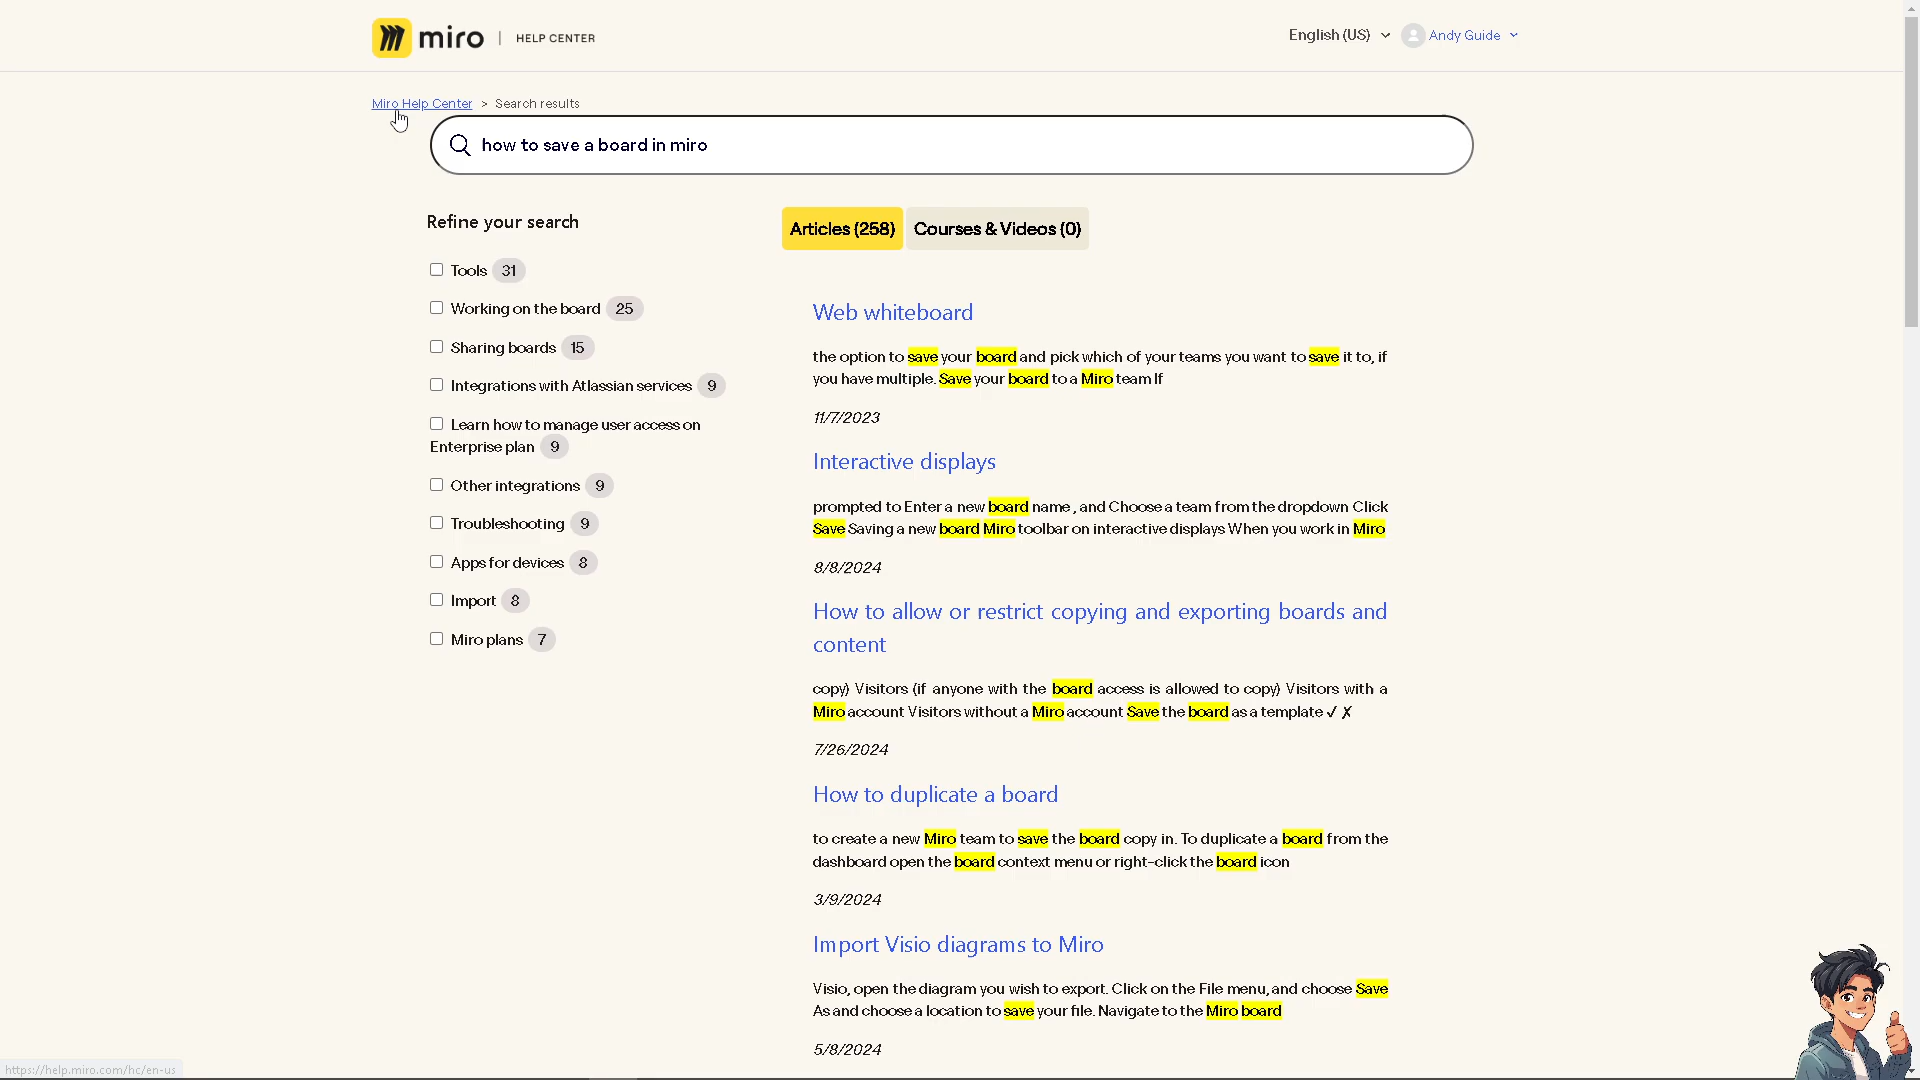 miro | HELP CENTER
English (US)
Andy Guide
Miro Help Center > Search results
how to save a board in miro
Refine your search
Tools 31
Working on the board 25
Sharing boards 15
Integrations with Atlassian services 9
Learn how to manage user access on
Enterprise plan 9
Other integrations 9
Troubleshooting 9
Apps for devices 8
Import 8
Miro plans 7
Articles (258)
Courses & Videos (0)
Web whiteboard
the option to save your board and pick which of your teams you want to save it to, if
you have multiple. Save your board to a Miro team If
11/7/2023
Interactive displays
prompted to Enter a new board name , and Choose a team from the dropdown Click
Save Saving a new board Miro toolbar on interactive displays When you work in Miro
8/8/2024
How to allow or restrict copying and exporting boards and
content
copy) Visitors (if anyone with the board access is allowed to copy) Visitors with a
Miro account Visitors without a Miro account Save the board as a template ✓ ✗
7/26/2024
How to duplicate a board
to create a new Miro team to save the board copy in. To duplicate a board from the
dashboard open the board context menu or right-click the board icon
3/9/2024
Import Visio diagrams to Miro
Visio, open the diagram you wish to export. Click on the File menu, and choose Save
As and choose a location to save your file. Navigate to the Miro board
5/8/2024
https://help.miro.com/hc/en-us